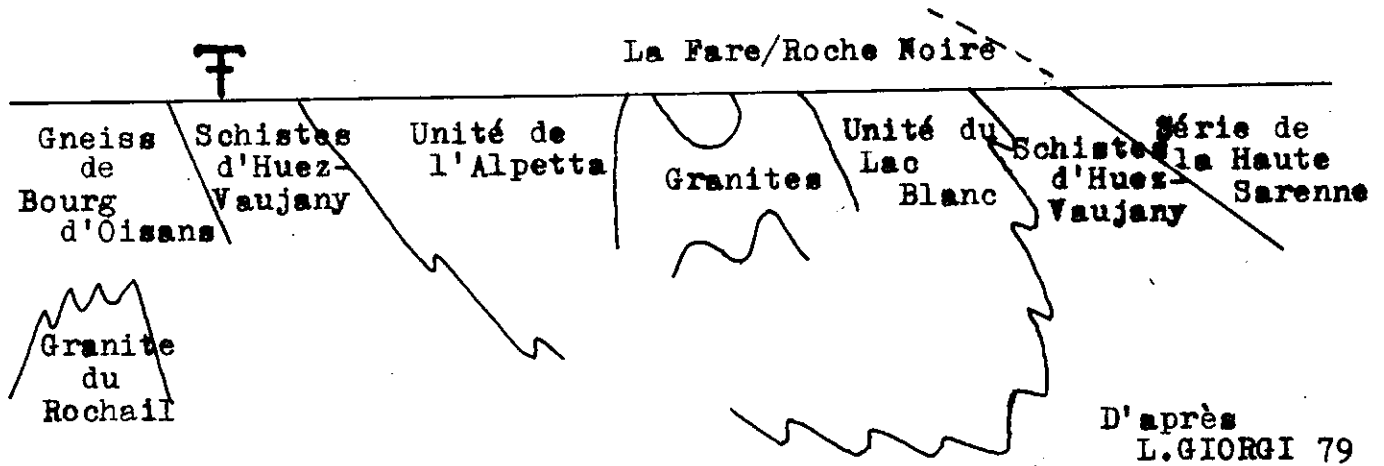 La Fare/Roche Noire
Gneiss
de
Bourg
d'Oisans
Schistes
d'Huez-
Vaujany
Unité de
l'Alpetta
Granites
Unité du
Lac
Blanc
Schistes
d'Huez-
Vaujany
Série de
la Haute
Sarenne
Granite
du
Rochail
D'après
L.GIORGI 79